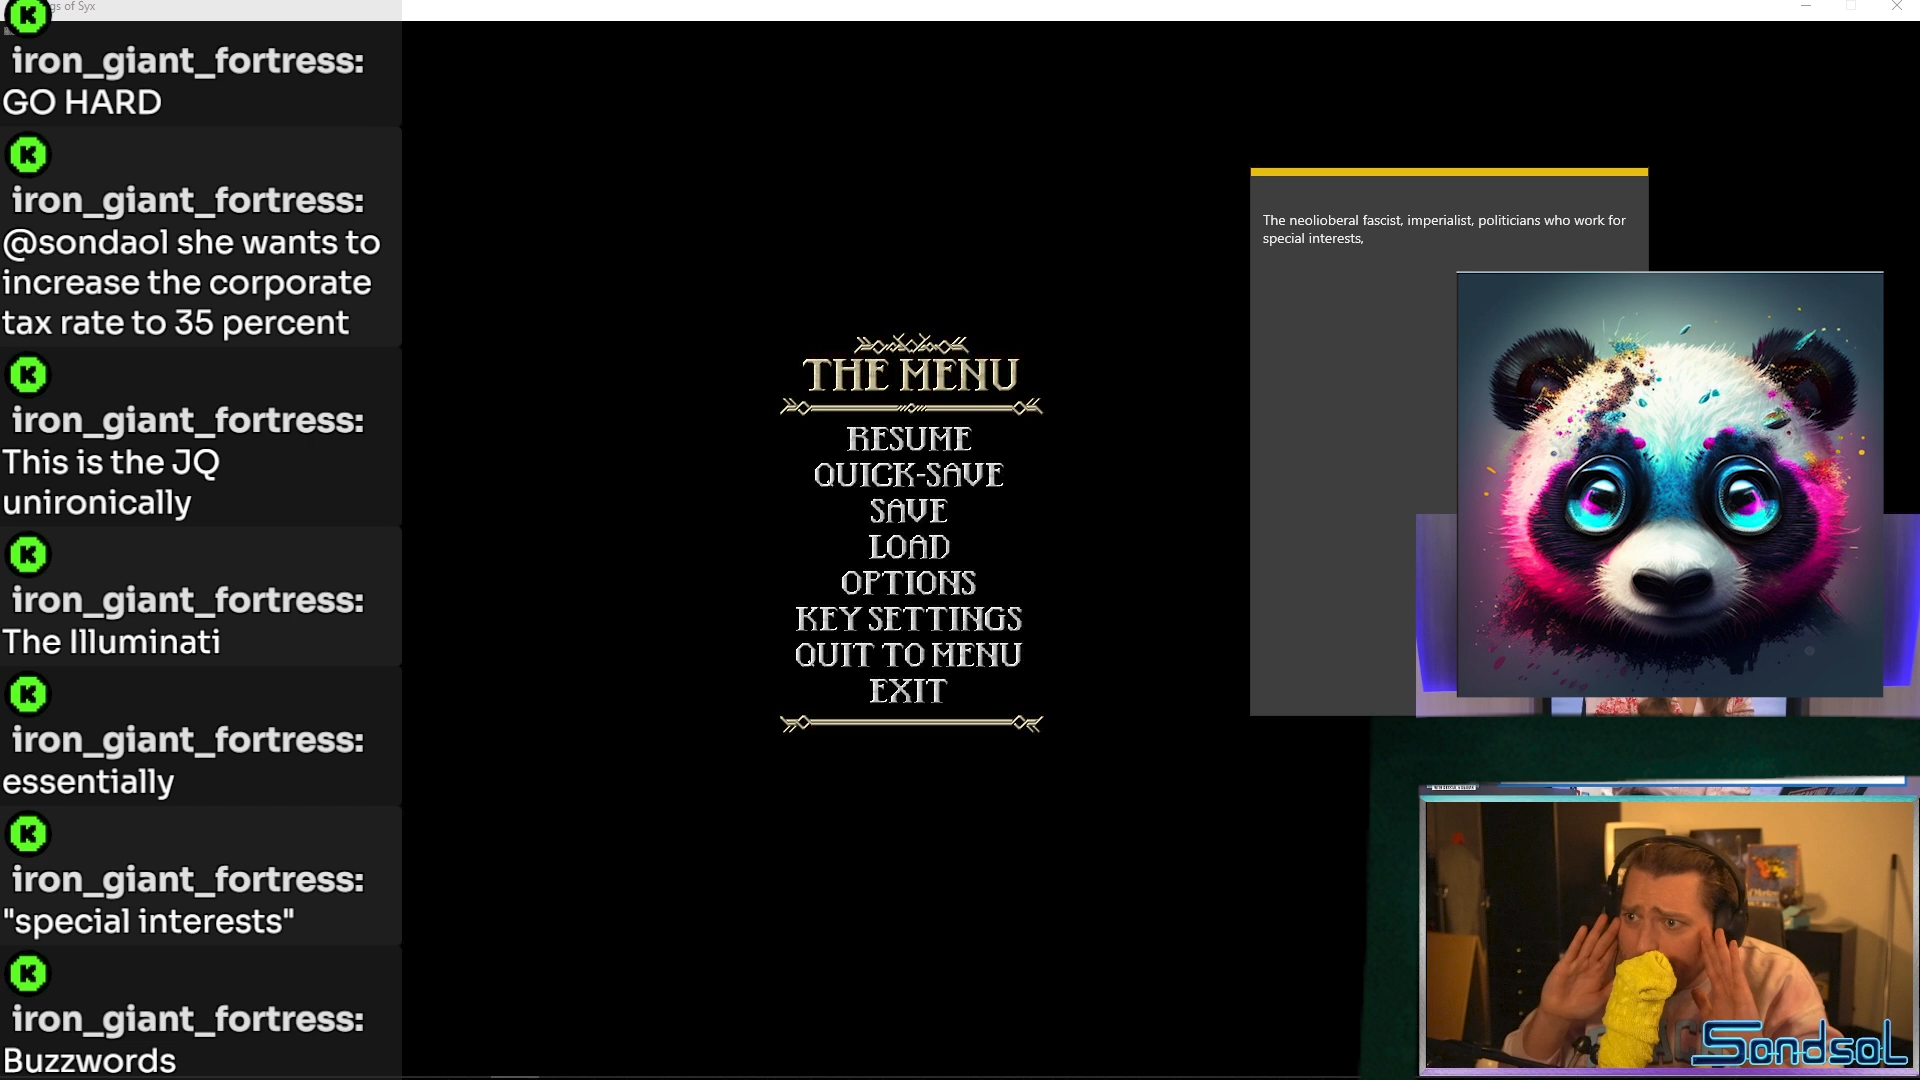 gs of Syx
iron_giant_fortress:
GO HARD
iron_giant_fortress:
@sondaol she wants to
increase the corporate
tax rate to 35 percent
iron_giant_fortress:
This is the JQ
unironically
iron_giant_fortress:
The Illuminati
iron_giant_fortress:
essentially
iron_giant_fortress:
"special interests"
iron_giant_fortress:
Buzzwords
THE MENU
RESUME
QUICK-SAVE
SAVE
LOAD
OPTIONS
KEY SETTINGS
QUIT TO MENU
EXIT
The neolioberal fascist, imperialist, politicians who work for
special interests,
SondsoL